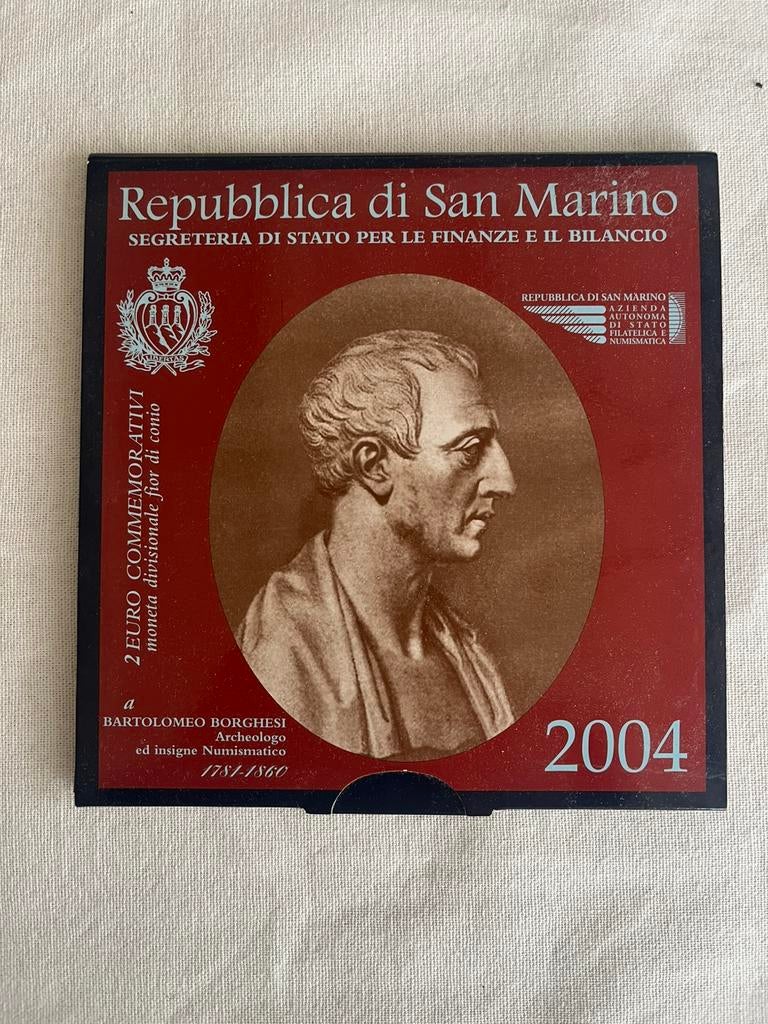 Repubblica di San Marino
SEGRETERIA DI STATO PER LE FINANZE E IL BILANCIO
LIBERTAS
REPUBBLICA DI SAN MARINO
AZIENDA
AUTONOMA
DI STATO
FILATELICA E
NUMISMATICA
2 EURO COMMEMORATIVI
moneta divisionale fior di conio
a
BARTOLOMEO BORGHESI
Archeologo
ed insigne Numismatico
1781-1860
2004